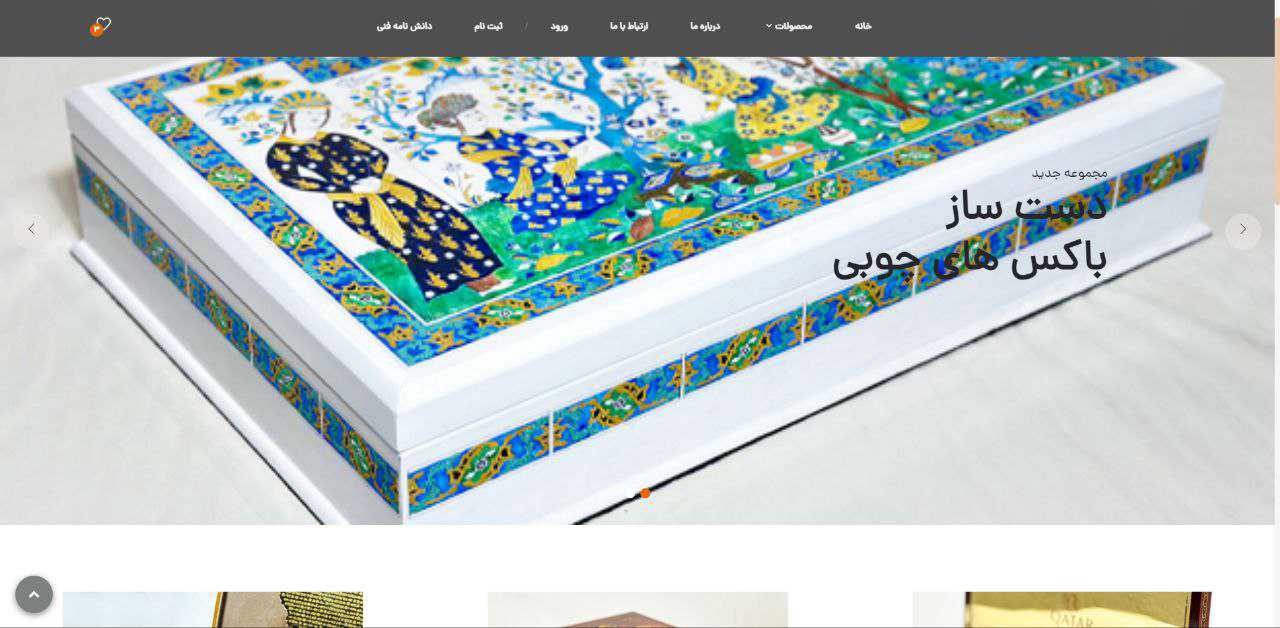 خانه
محصولات
درباره ما
ارتباط با ما
ورود
/
ثبت نام
دانش نامه فنی
۳
مجموعه جدید
دست ساز
باکس های چوبی
QATAR